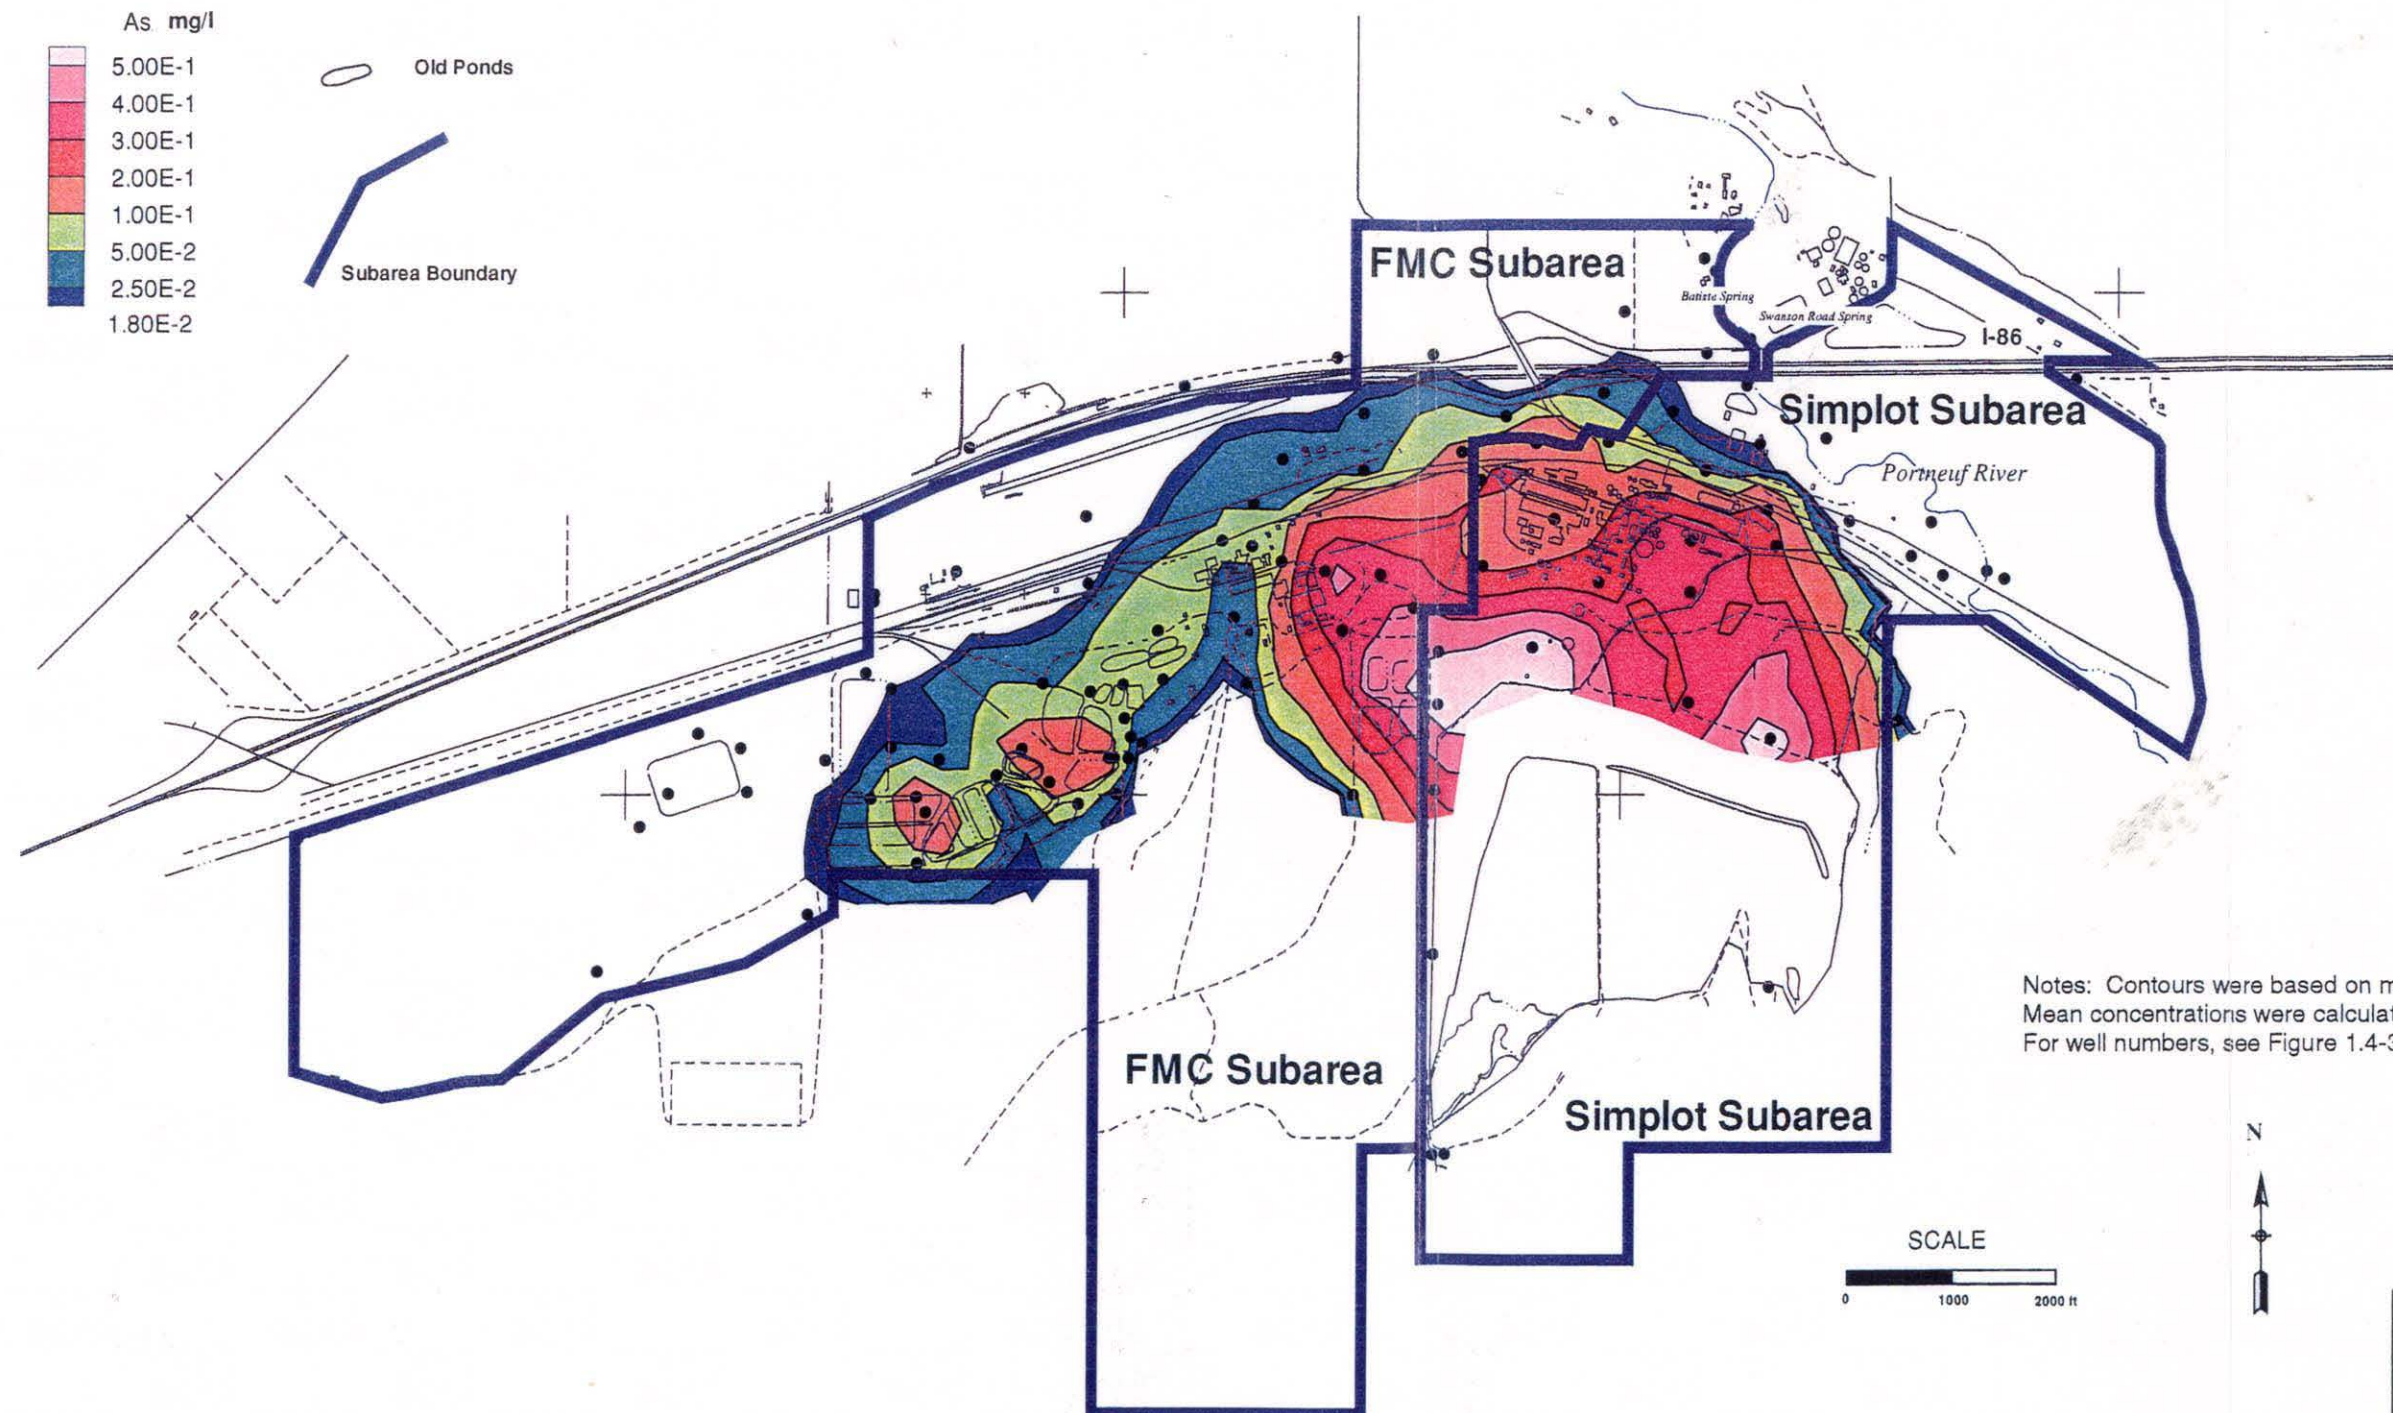 As mg/l
5.00E-1
4.00E-1
3.00E-1
2.00E-1
1.00E-1
5.00E-2
2.50E-2
1.80E-2
Old Ponds
Subarea Boundary
FMC Subarea
Batiste Spring
Swanson Road Spring
I-86
Simplot Subarea
Portneuf River
Notes: Contours were based on m
Mean concentrations were calculat
For well numbers, see Figure 1.4-3
FMC Subarea
Simplot Subarea
N
SCALE
0 1000 2000 ft